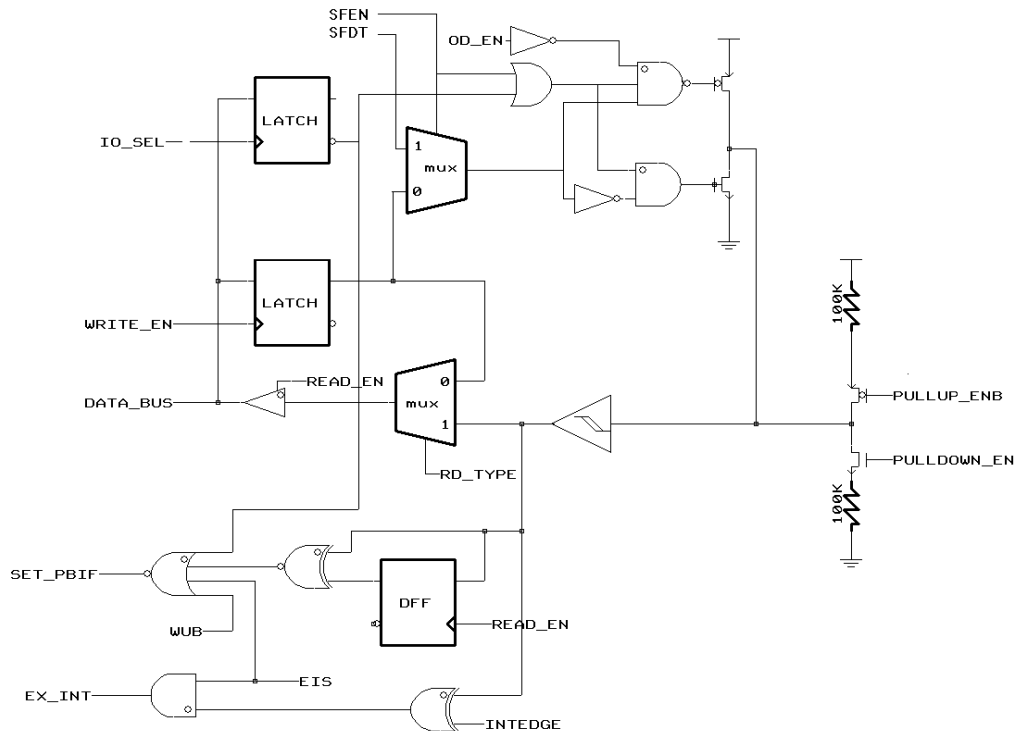 SFEN
SFDT
OD_EN
LATCH
IO_SEL
1
mux
0
LATCH
WRITE_EN
100K
READ_EN
0
DATA_BUS
mux
PULLUP_ENB
1
PULLDOWN_EN
RD_TYPE
100K
SET_PBIF
DFF
READ_EN
WUB
EIS
EX_INT
INTEDGE